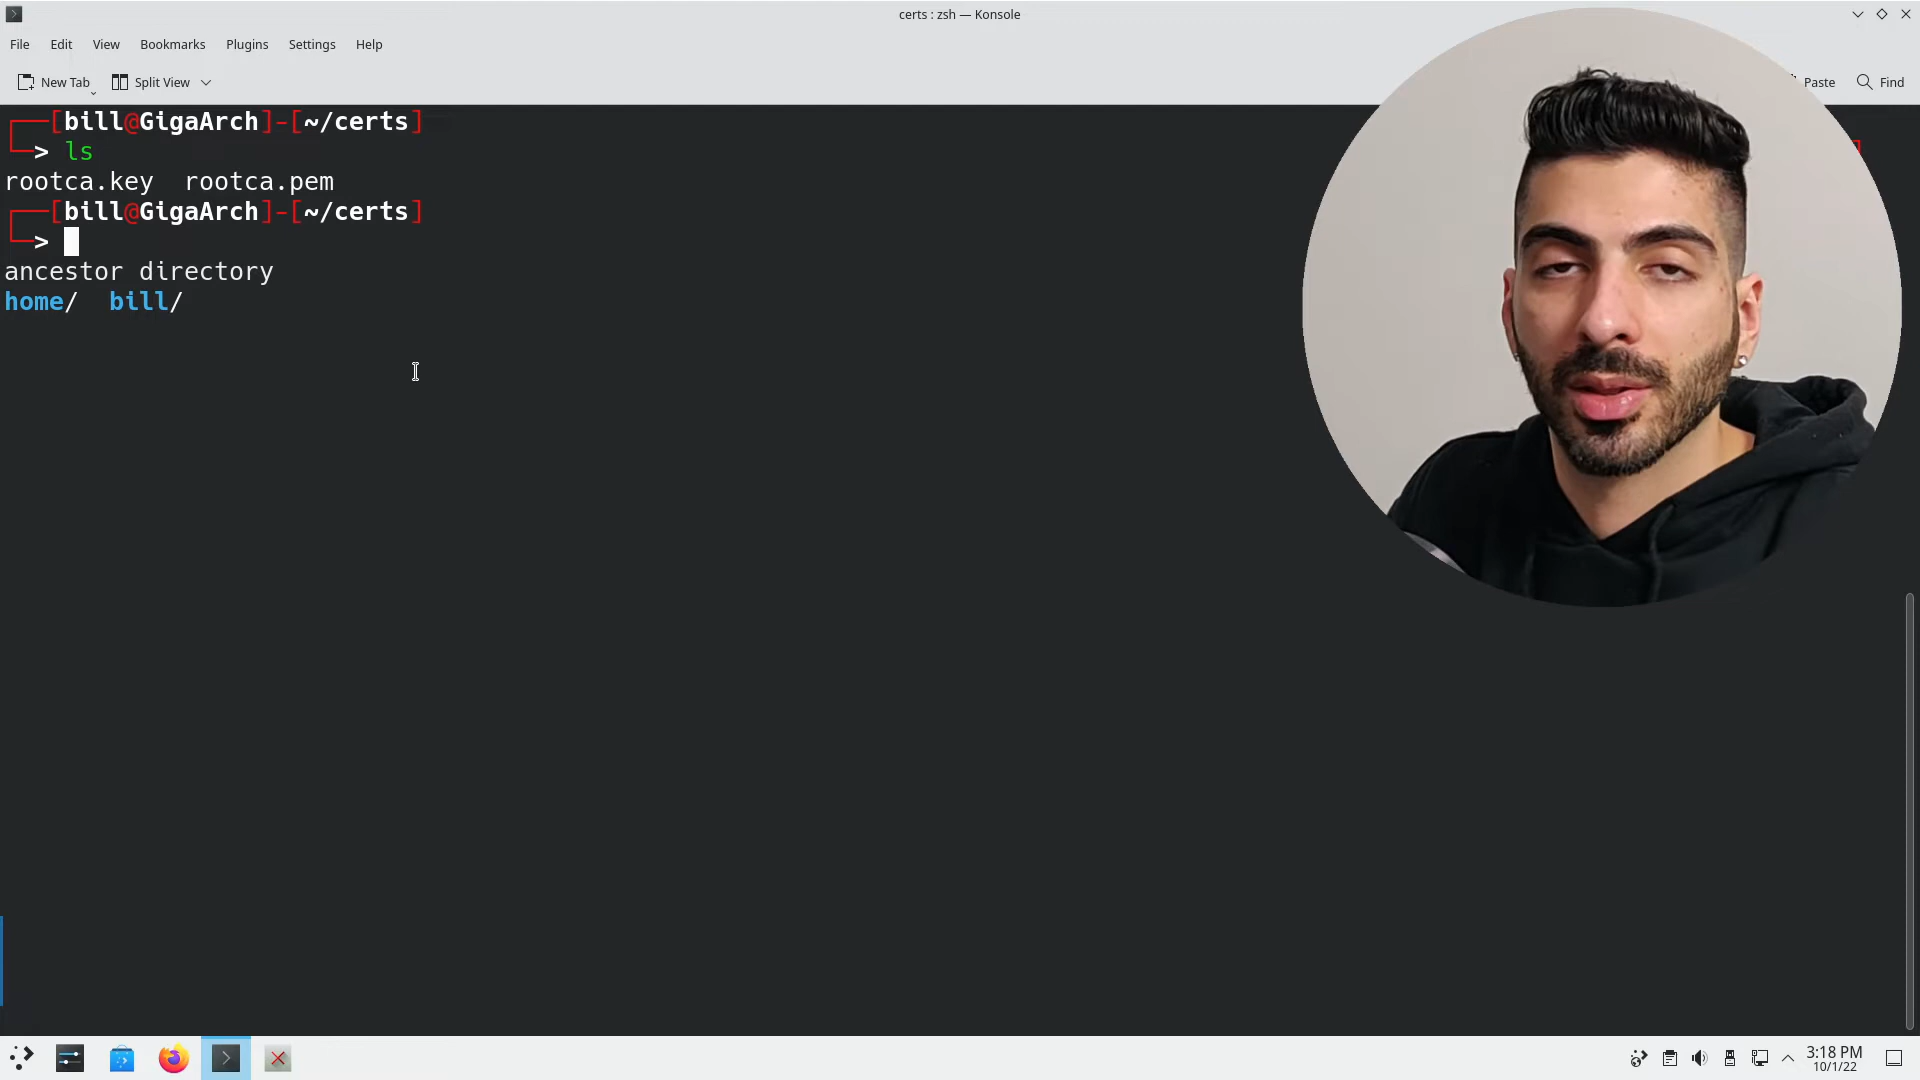 certs : zsh — Konsole
File Edit View Bookmarks Plugins Settings Help
New Tab Split View Paste Find
[bill@GigaArch]-[~/certs]
> ls
rootca.key rootca.pem
[bill@GigaArch]-[~/certs]
>
ancestor directory
home/ bill/
3:18 PM
10/1/22